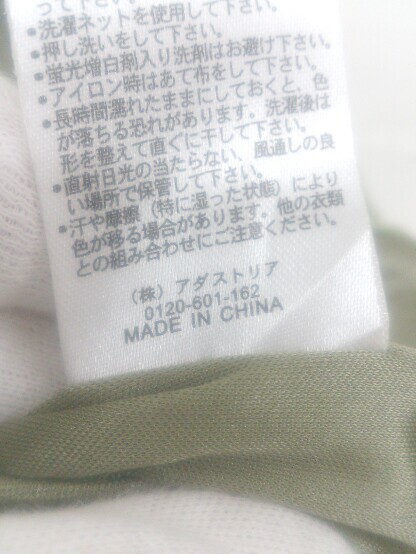 って下さい。
•洗濯ネットを使用して下さい。
•押し洗いをして下さい。
•蛍光増白剤入り洗剤はお避け下さい。
•アイロン時はあて布をして下さい。
•長時間濡れたままにしておくと、色
が落ちる恐れがあります。洗濯後は
形を整えて直ぐに干して下さい。
•直射日光の当たらない、風通しの良
い場所で保管して下さい。
•汗や摩擦（特に湿った状態）により
色が移る場合があります。他の衣類
との組み合わせにご注意ください。
（株）アダストリア
0120-601-162
MADE IN CHINA